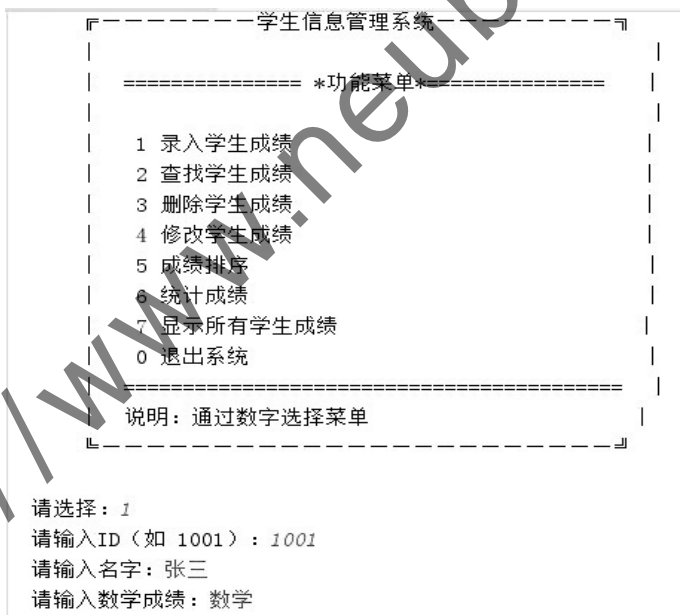 ╔—————————学生信息管理系统—————————╗
=============== *功能菜单*===============
1 录入学生成绩
2 查找学生成绩
3 删除学生成绩
4 修改学生成绩
5 成绩排序
6 统计成绩
7 显示所有学生成绩
0 退出系统
==========================================
说明：通过数字选择菜单
请选择：1
请输入ID（如 1001）：1001
请输入名字：张三
请输入数学成绩：数学
//www.neub